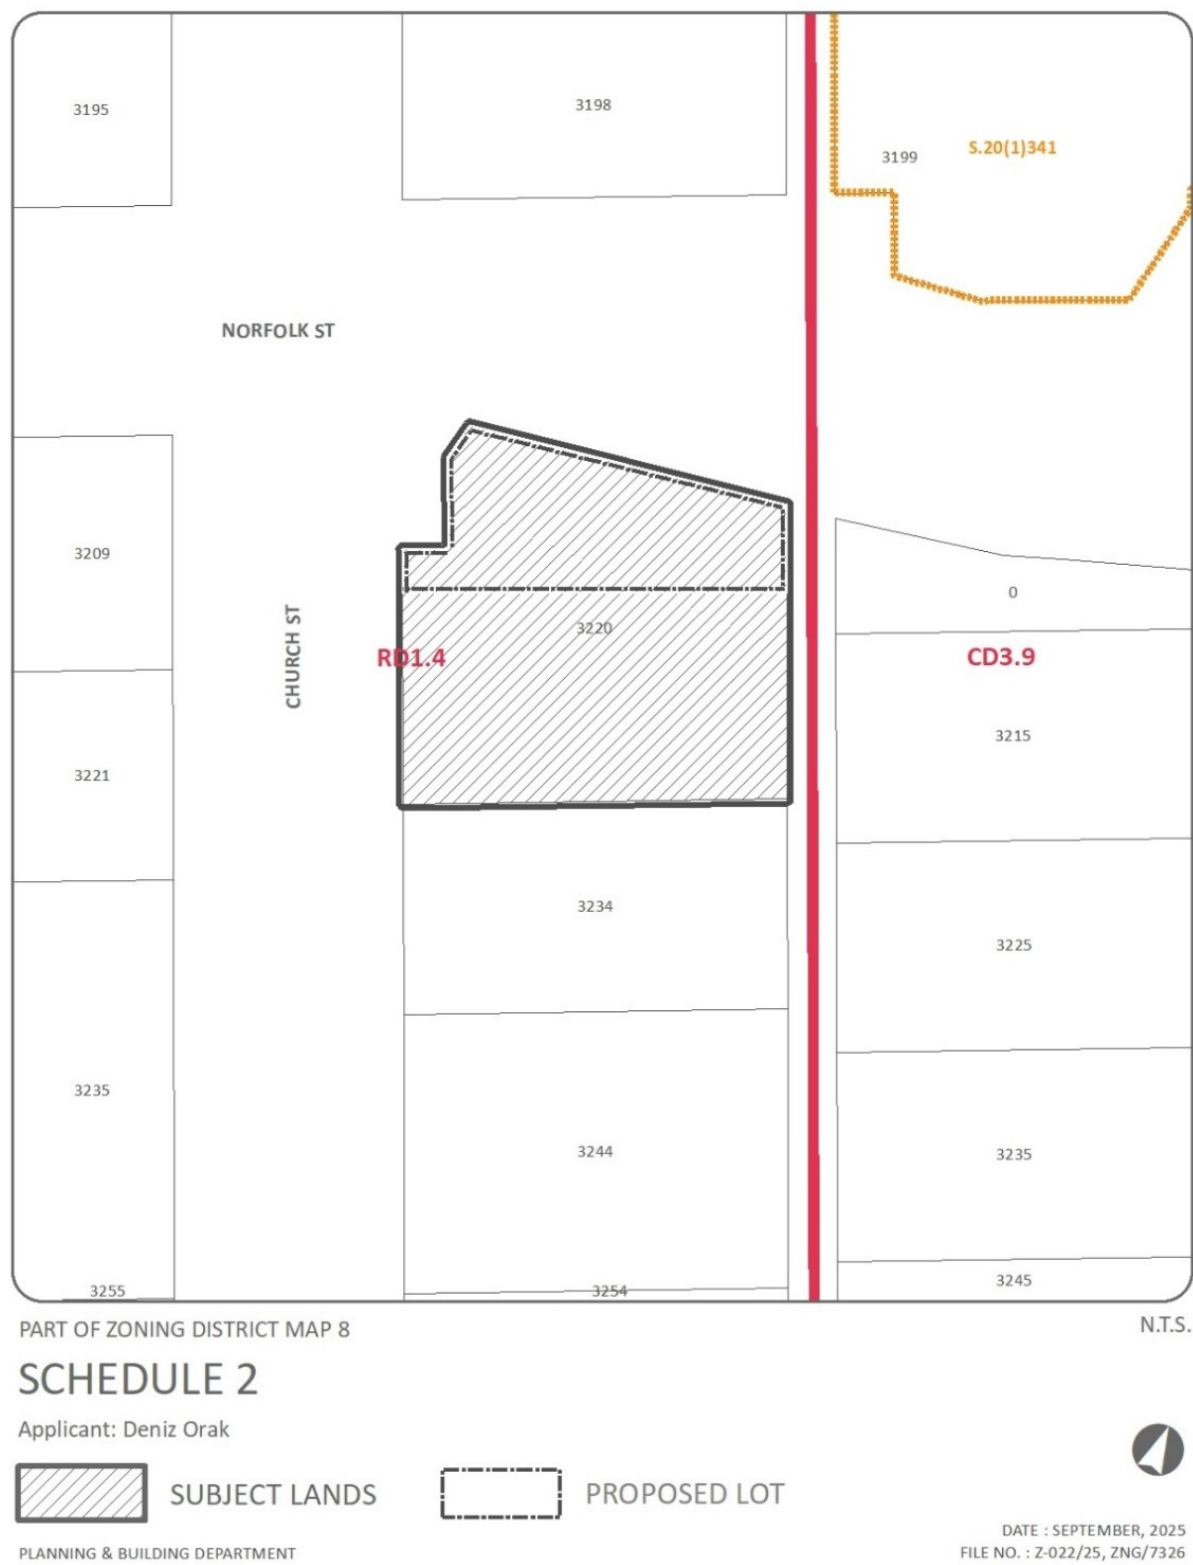 3195
3198
3199
S.20(1)341
NORFOLK ST
3209
CHURCH ST
3220
RD1.4
0
CD3.9
3215
3221
3234
3225
3235
3244
3235
3255
3254
3245
PART OF ZONING DISTRICT MAP 8
N.T.S.
SCHEDULE 2
Applicant: Deniz Orak
SUBJECT LANDS
PROPOSED LOT
DATE : SEPTEMBER, 2025
PLANNING & BUILDING DEPARTMENT
FILE NO. : Z-022/25, ZNG/7326